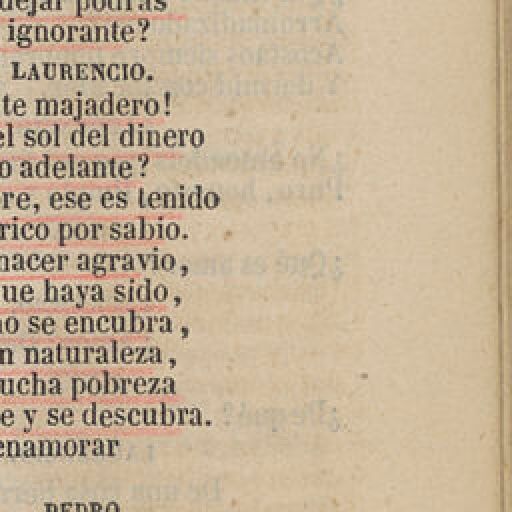 dejar podrás
ignorante?
LAURENCIO.
te majadero!
el sol del dinero
o adelante?
re, ese es tenido
rico por sabio.
hacer agravio,
ue haya sido,
no se encubra,
n naturaleza,
ucha pobreza
e y se descubra.
enamorar
PEDRO